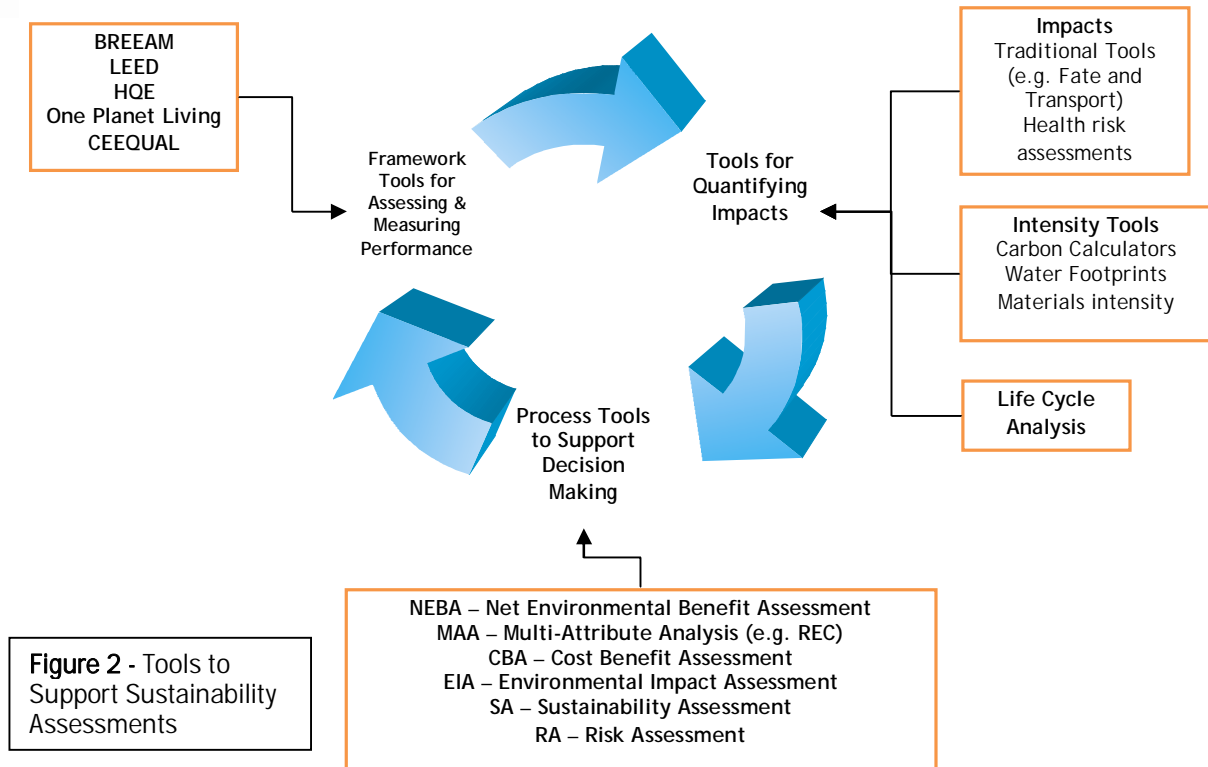 BREEAM
LEED
HQE
One Planet Living
CEEQUAL
Framework
Tools for
Assessing &
Measuring
Performance
Tools for
Quantifying
Impacts
Impacts
Traditional Tools
(e.g. Fate and
Transport)
Health risk
assessments
Intensity Tools
Carbon Calculators
Water Footprints
Materials intensity
Life Cycle
Analysis
Process Tools
to Support
Decision
Making
NEBA – Net Environmental Benefit Assessment
MAA – Multi-Attribute Analysis (e.g. REC)
CBA – Cost Benefit Assessment
EIA – Environmental Impact Assessment
SA – Sustainability Assessment
RA – Risk Assessment
Figure 2 - Tools to
Support Sustainability
Assessments